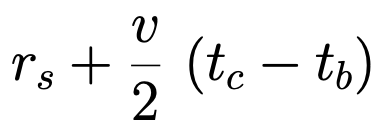 r_s + \frac{v}{2} (t_c - t_b)